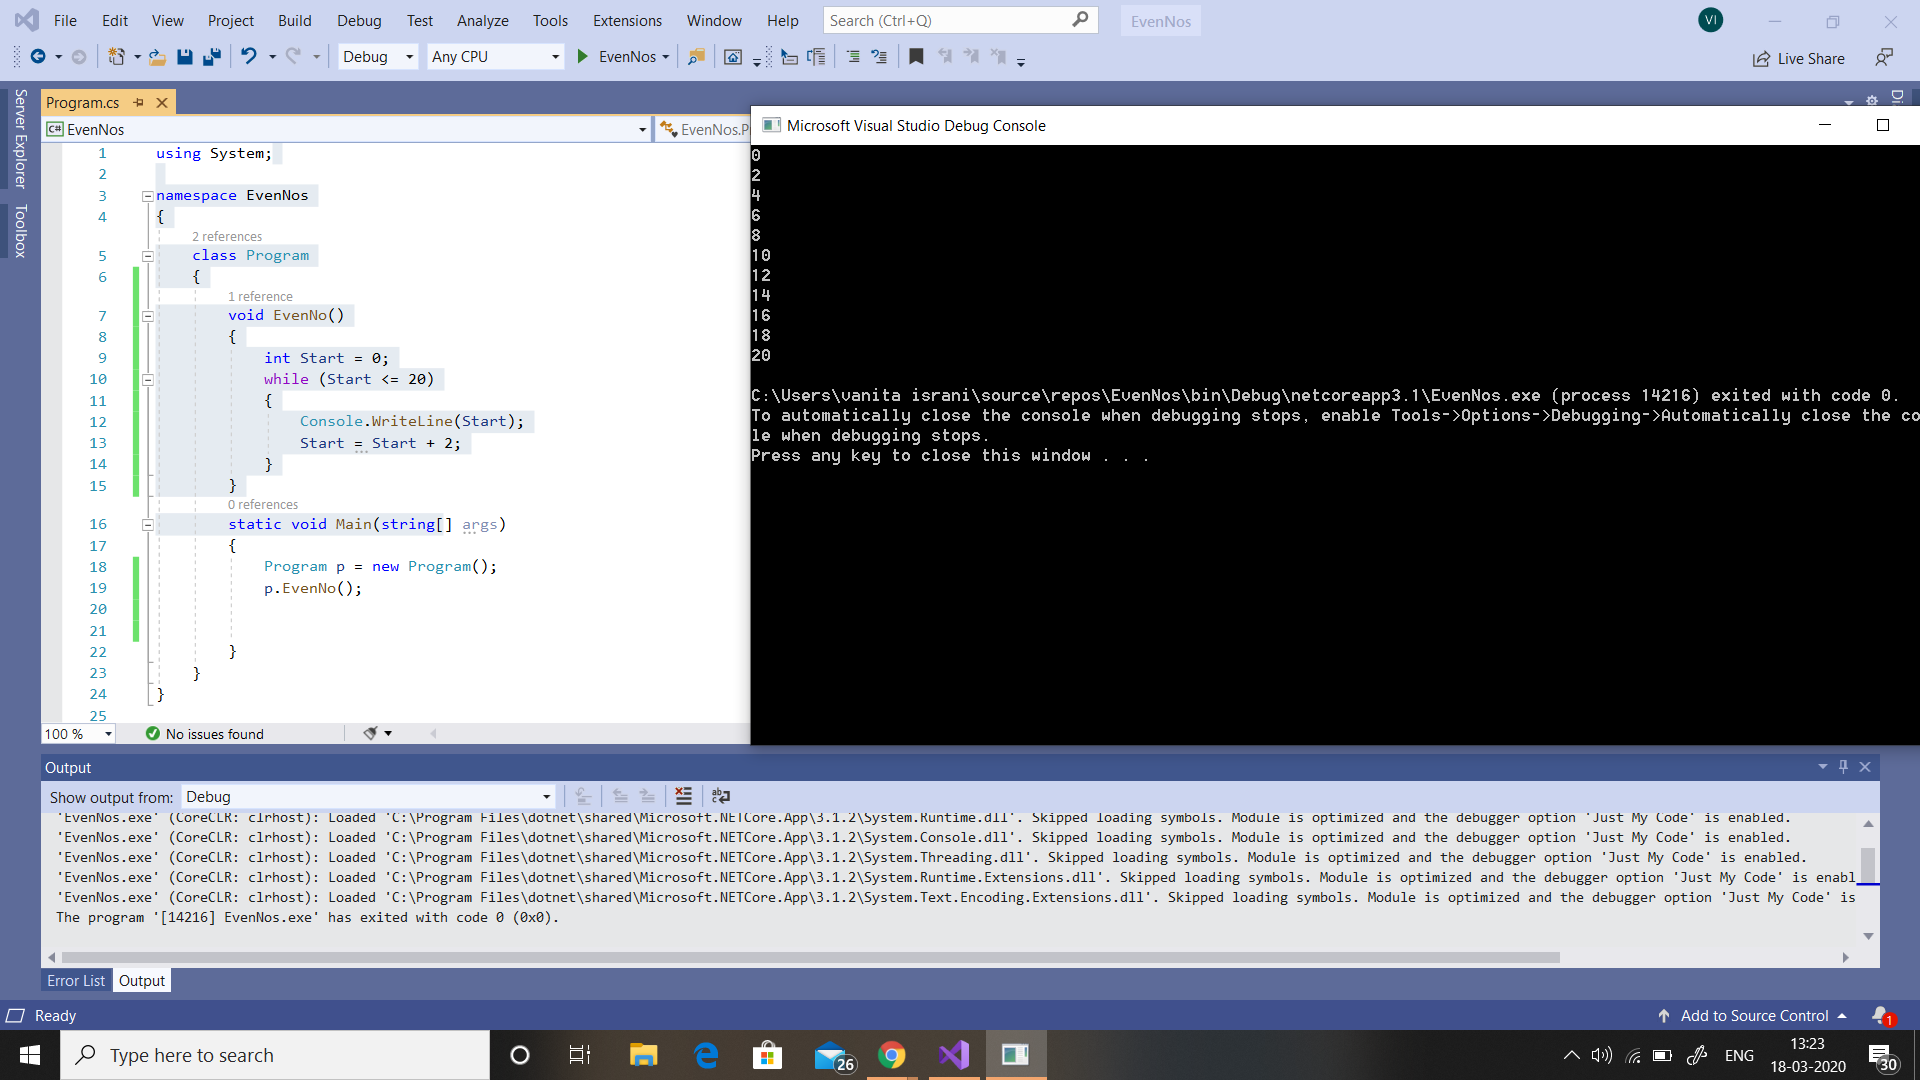 File Edit View Project Build Debug Test Analyze Tools Extensions Window Help Search (Ctrl+Q) EvenNos VI
Debug Any CPU EvenNos Live Share
Server Explorer
Toolbox
Program.cs
C# EvenNos EvenNos.P
1 using System;
2
3 namespace EvenNos
4 {
2 references
5 class Program
6 {
1 reference
7 void EvenNo()
8 {
9 int Start = 0;
10 while (Start <= 20)
11 {
12 Console.WriteLine(Start);
13 Start = Start + 2;
14 }
15 }
0 references
16 static void Main(string[] args)
17 {
18 Program p = new Program();
19 p.EvenNo();
20
21
22 }
23 }
24 }
25
100 % No issues found
Di
Microsoft Visual Studio Debug Console
0
2
4
6
8
10
12
14
16
18
20
C:\Users\vanita israni\source\repos\EvenNos\bin\Debug\netcoreapp3.1\EvenNos.exe (process 14216) exited with code 0.
To automatically close the console when debugging stops, enable Tools->Options->Debugging->Automatically close the co
le when debugging stops.
Press any key to close this window . . .
Output
Show output from: Debug
'EvenNos.exe' (CoreCLR: clrhost): Loaded 'C:\Program Files\dotnet\shared\Microsoft.NETCore.App\3.1.2\System.Runtime.dll'. Skipped loading symbols. Module is optimized and the debugger option 'Just My Code' is enabled.
'EvenNos.exe' (CoreCLR: clrhost): Loaded 'C:\Program Files\dotnet\shared\Microsoft.NETCore.App\3.1.2\System.Console.dll'. Skipped loading symbols. Module is optimized and the debugger option 'Just My Code' is enabled.
'EvenNos.exe' (CoreCLR: clrhost): Loaded 'C:\Program Files\dotnet\shared\Microsoft.NETCore.App\3.1.2\System.Threading.dll'. Skipped loading symbols. Module is optimized and the debugger option 'Just My Code' is enabled.
'EvenNos.exe' (CoreCLR: clrhost): Loaded 'C:\Program Files\dotnet\shared\Microsoft.NETCore.App\3.1.2\System.Runtime.Extensions.dll'. Skipped loading symbols. Module is optimized and the debugger option 'Just My Code' is enabl
'EvenNos.exe' (CoreCLR: clrhost): Loaded 'C:\Program Files\dotnet\shared\Microsoft.NETCore.App\3.1.2\System.Text.Encoding.Extensions.dll'. Skipped loading symbols. Module is optimized and the debugger option 'Just My Code' is
The program '[14216] EvenNos.exe' has exited with code 0 (0x0).
Error List Output
Ready Add to Source Control 1
Type here to search 26 ENG 13:23
18-03-2020 30